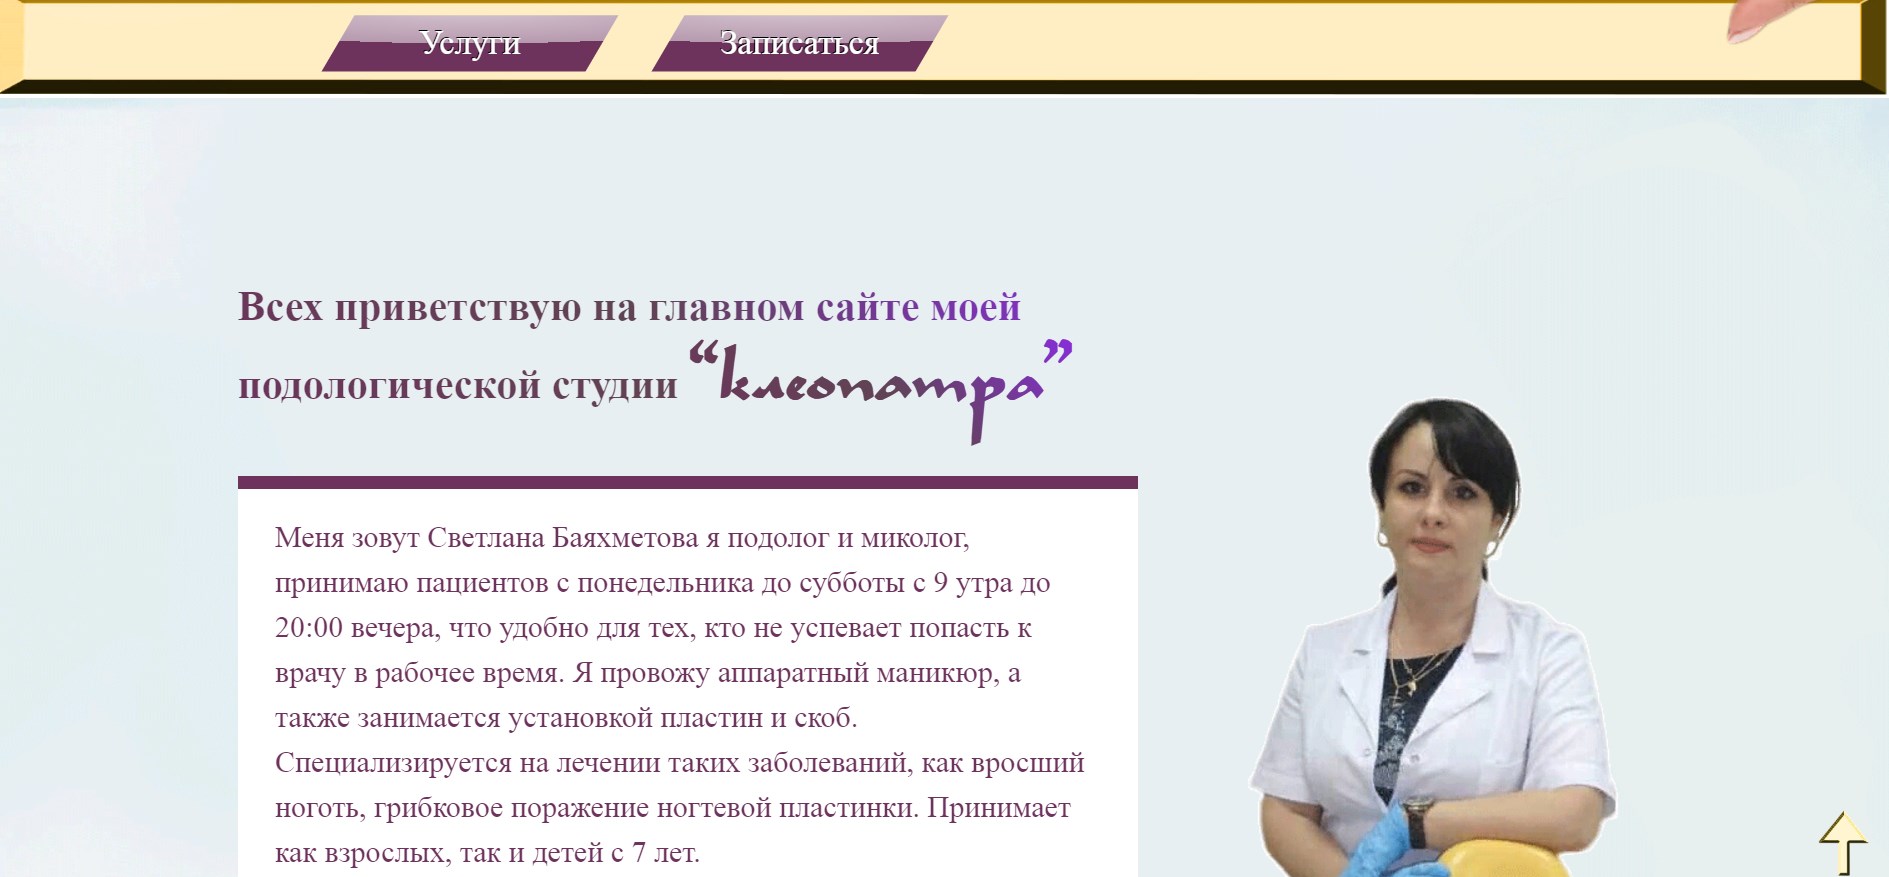 Услуги
Записаться
Всех приветствую на главном сайте моей
подологической студии “клеопатра”
Меня зовут Светлана Баяхметова я подолог и миколог,
принимаю пациентов с понедельника до субботы с 9 утра до
20:00 вечера, что удобно для тех, кто не успевает попасть к
врачу в рабочее время. Я провожу аппаратный маникюр, а
также занимается установкой пластин и скоб.
Специализируется на лечении таких заболеваний, как вросший
ноготь, грибковое поражение ногтевой пластинки. Принимает
как взрослых, так и детей с 7 лет.